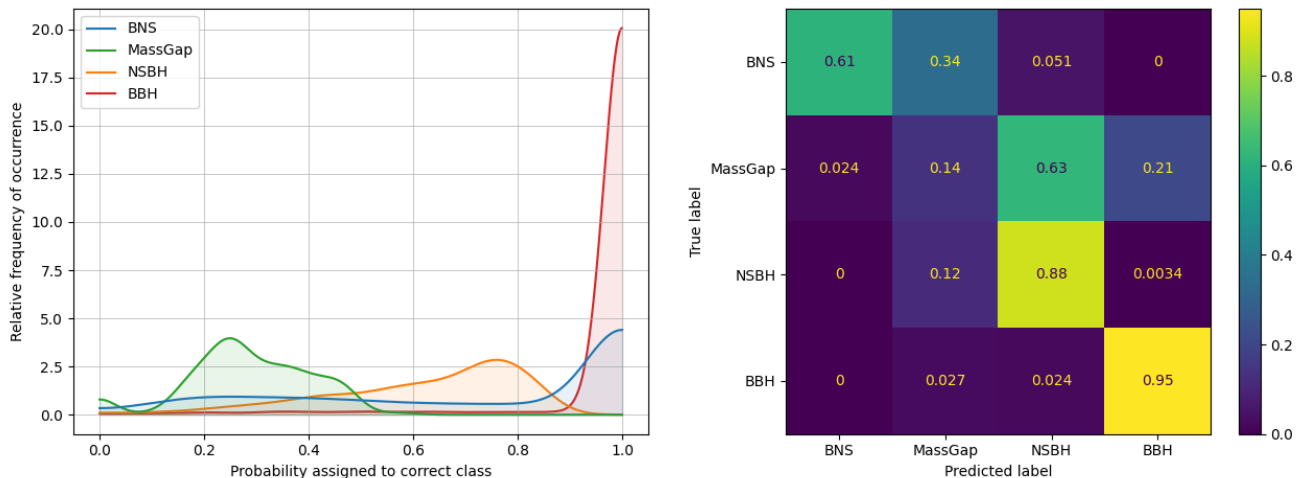 20.0
17.5
15.0
12.5
10.0
7.5
5.0
2.5
0.0
Relative frequency of occurrence
BNS
MassGap
NSBH
BBH
0.0 0.2 0.4 0.6 0.8 1.0
Probability assigned to correct class
True label
BNS 0.61 0.34 0.051 0
MassGap 0.024 0.14 0.63 0.21
NSBH 0 0.12 0.88 0.0034
BBH 0 0.027 0.024 0.95
BNS MassGap NSBH BBH
Predicted label
0.8
0.6
0.4
0.2
0.0